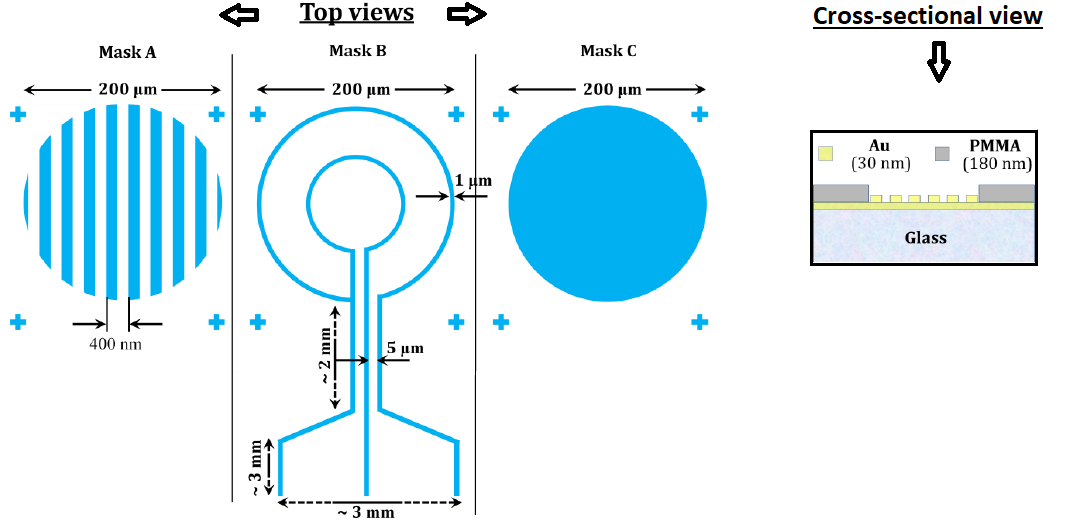 Top views
Cross-sectional view
Mask A
Mask B
Mask C
200 μm
200 μm
200 μm
1 μm
400 nm
~ 2 mm
5 μm
~ 3 mm
~ 3 mm
Au
(30 nm)
PMMA
(180 nm)
Glass